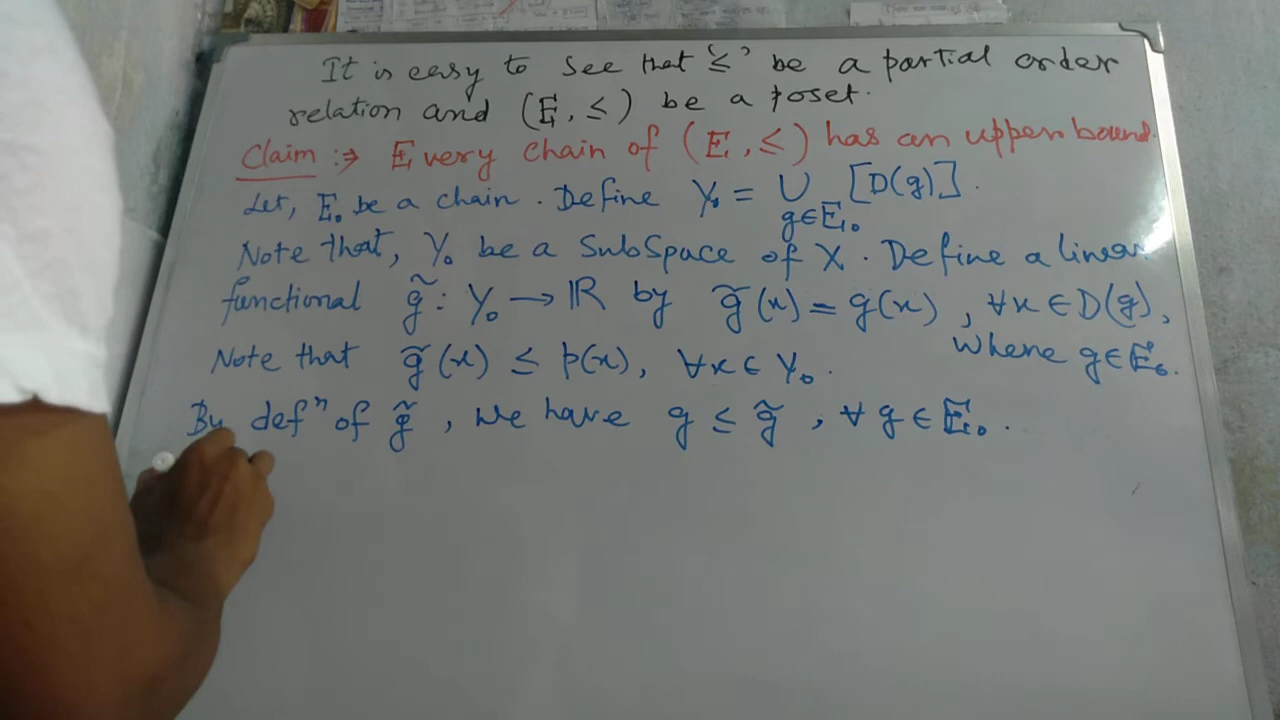 It is easy to see that '≤' be a partial order
relation and (E, ≤) be a poset.
Claim :⇒ Every chain of (E, ≤) has an upper bound.
Let, E₀ be a chain. Define Y₀ = ∪ [D(g)].
g∈E₀
Note that, Y₀ be a subspace of X. Define a linear
functional g̃ : Y₀ → ℝ by g̃(x) = g(x), ∀x ∈ D(g),
where g∈E₀.
Note that g̃(x) ≤ p(x), ∀x ∈ Y₀.
By defⁿ of g̃, we have g ≤ g̃, ∀ g ∈ E₀.